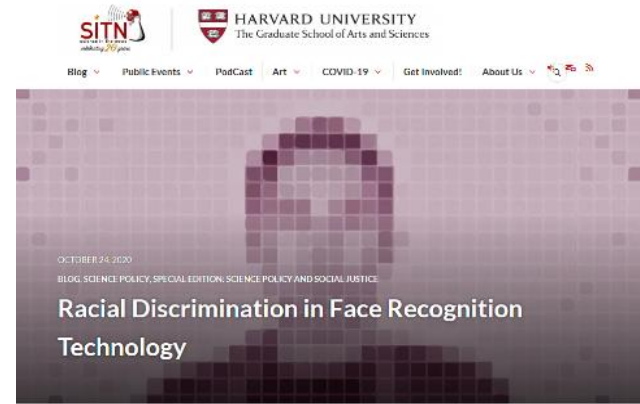 SITN
HARVARD UNIVERSITY
The Graduate School of Arts and Sciences
Blog
Public Events
PodCast
Art
COVID-19
Get Involved!
About Us
OCTOBER 24, 2020
BLOG, SCIENCE POLICY, SPECIAL EDITION: SCIENCE POLICY AND SOCIAL JUSTICE
Racial Discrimination in Face Recognition
Technology